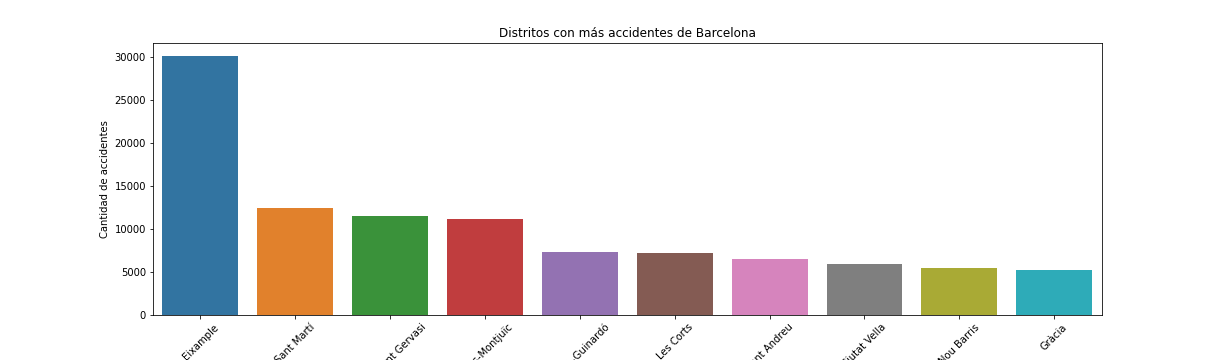 Distritos con más accidentes de Barcelona
Cantidad de accidentes
30000
25000
20000
15000
10000
5000
0
Eixample
Sant Martí
Gervasi
-Montjuïc
-Guinardó
Les Corts
Andreu
Vella
Nou Barris
Gràcia